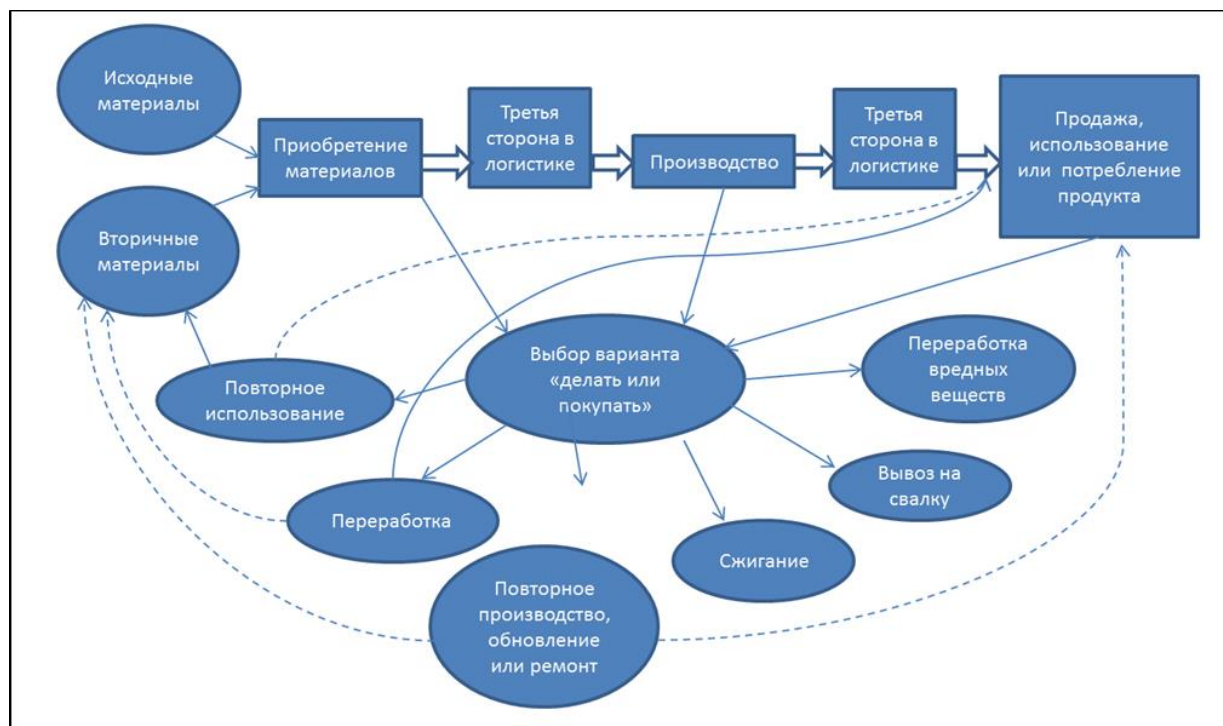 Исходные
материалы
Приобретение
материалов
Третья
сторона в
логистике
Производство
Третья
сторона в
логистике
Продажа,
использование
или потребление
продукта
Вторичные
материалы
Выбор варианта
«делать или
покупать»
Переработка
вредных
веществ
Повторное
использование
Вывоз на
свалку
Переработка
Сжигание
Повторное
производство,
обновление
или ремонт